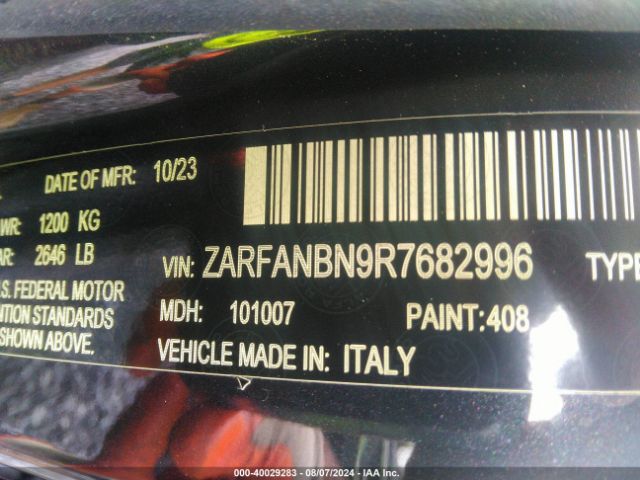 DATE OF MFR: 10/23
WR: 1200 KG
AR: 2646 LB
VIN: ZARFANBN9R7682996 TYPE
S. FEDERAL MOTOR
MDH: 101007 PAINT:408
NTION STANDARDS
SHOWN ABOVE.
VEHICLE MADE IN: ITALY
000-40029283 - 08/07/2024 - IAA Inc.